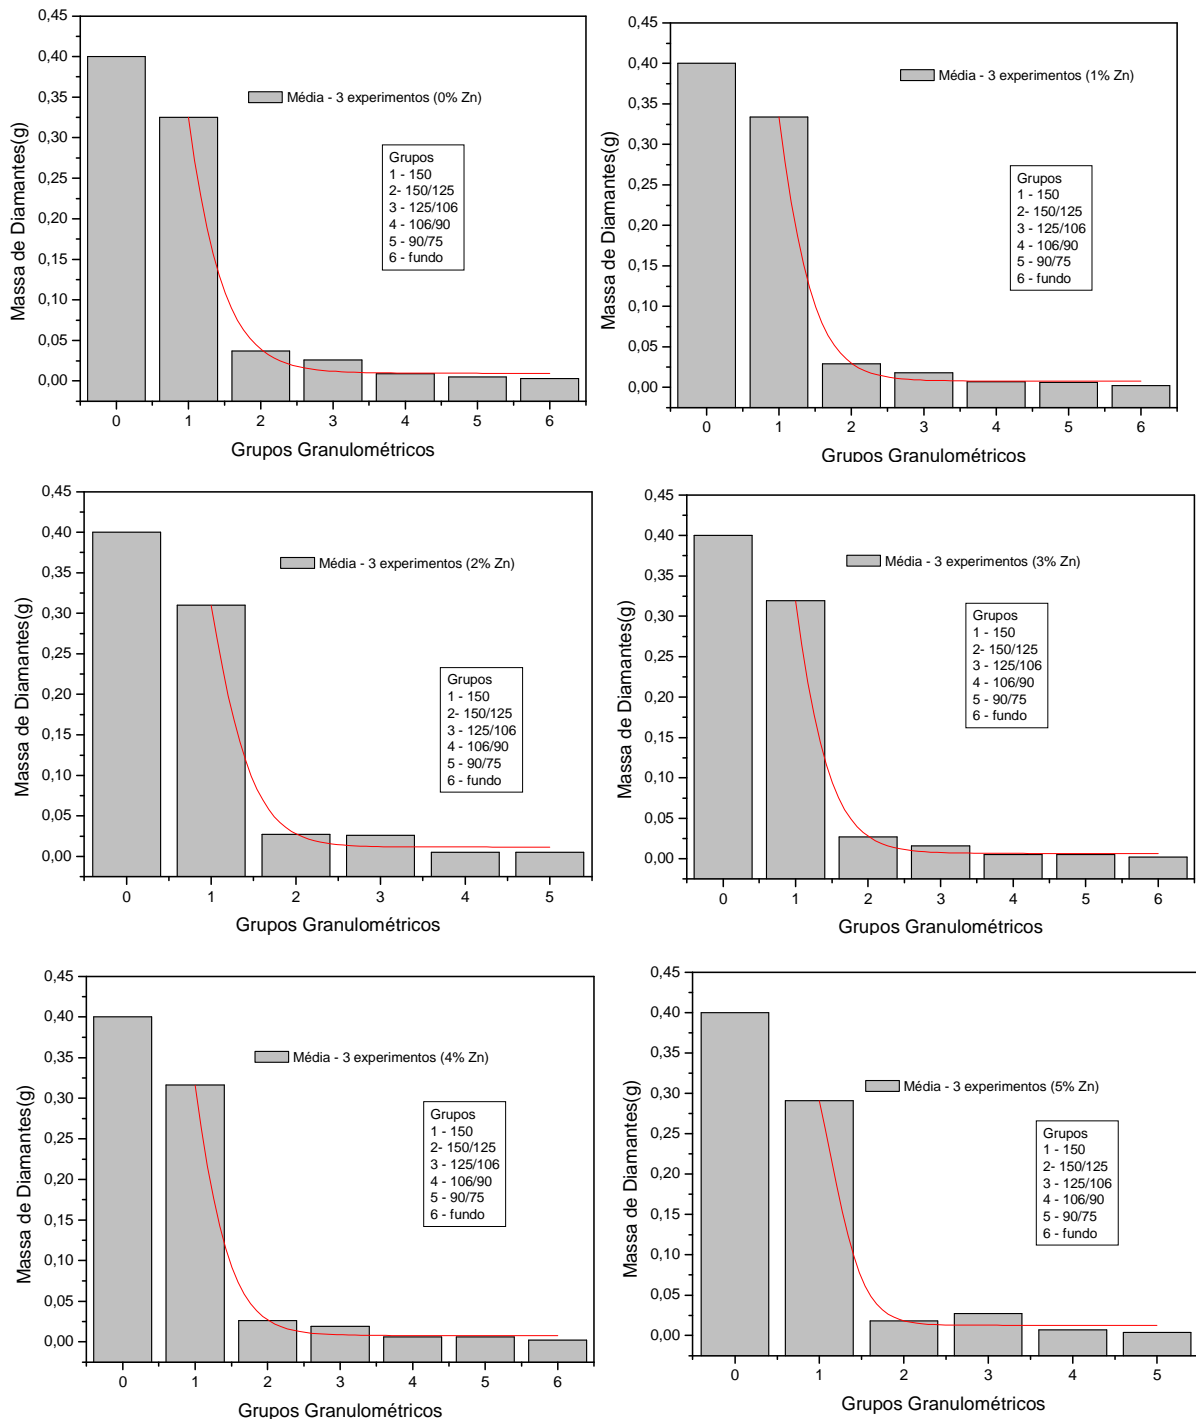 0,45
0,40
0,35
0,30
0,25
0,20
0,15
0,10
0,05
0,00
Massa de Diamantes(g)
Média - 3 experimentos (0% Zn)
Grupos
1 - 150
2- 150/125
3 - 125/106
4 - 106/90
5 - 90/75
6 - fundo
0 1 2 3 4 5 6
Grupos Granulométricos
0,45
0,40
0,35
0,30
0,25
0,20
0,15
0,10
0,05
0,00
Massa de Diamantes(g)
Média - 3 experimentos (1% Zn)
Grupos
1 - 150
2- 150/125
3 - 125/106
4 - 106/90
5 - 90/75
6 - fundo
0 1 2 3 4 5 6
Grupos Granulométricos
0,45
0,40
0,35
0,30
0,25
0,20
0,15
0,10
0,05
0,00
Massa de Diamantes(g)
Média - 3 experimentos (2% Zn)
Grupos
1 - 150
2- 150/125
3 - 125/106
4 - 106/90
5 - 90/75
6 - fundo
0 1 2 3 4 5
Grupos Granulométricos
0,45
0,40
0,35
0,30
0,25
0,20
0,15
0,10
0,05
0,00
Massa de Diamantes(g)
Média - 3 experimentos (3% Zn)
Grupos
1 - 150
2- 150/125
3 - 125/106
4 - 106/90
5 - 90/75
6 - fundo
0 1 2 3 4 5 6
Grupos Granulométricos
0,45
0,40
0,35
0,30
0,25
0,20
0,15
0,10
0,05
0,00
Massa de Diamantes(g)
Média - 3 experimentos (4% Zn)
Grupos
1 - 150
2- 150/125
3 - 125/106
4 - 106/90
5 - 90/75
6 - fundo
0 1 2 3 4 5 6
Grupos Granulométricos
0,45
0,40
0,35
0,30
0,25
0,20
0,15
0,10
0,05
0,00
Massa de Diamantes(g)
Média - 3 experimentos (5% Zn)
Grupos
1 - 150
2- 150/125
3 - 125/106
4 - 106/90
5 - 90/75
6 - fundo
0 1 2 3 4 5
Grupos Granulométricos